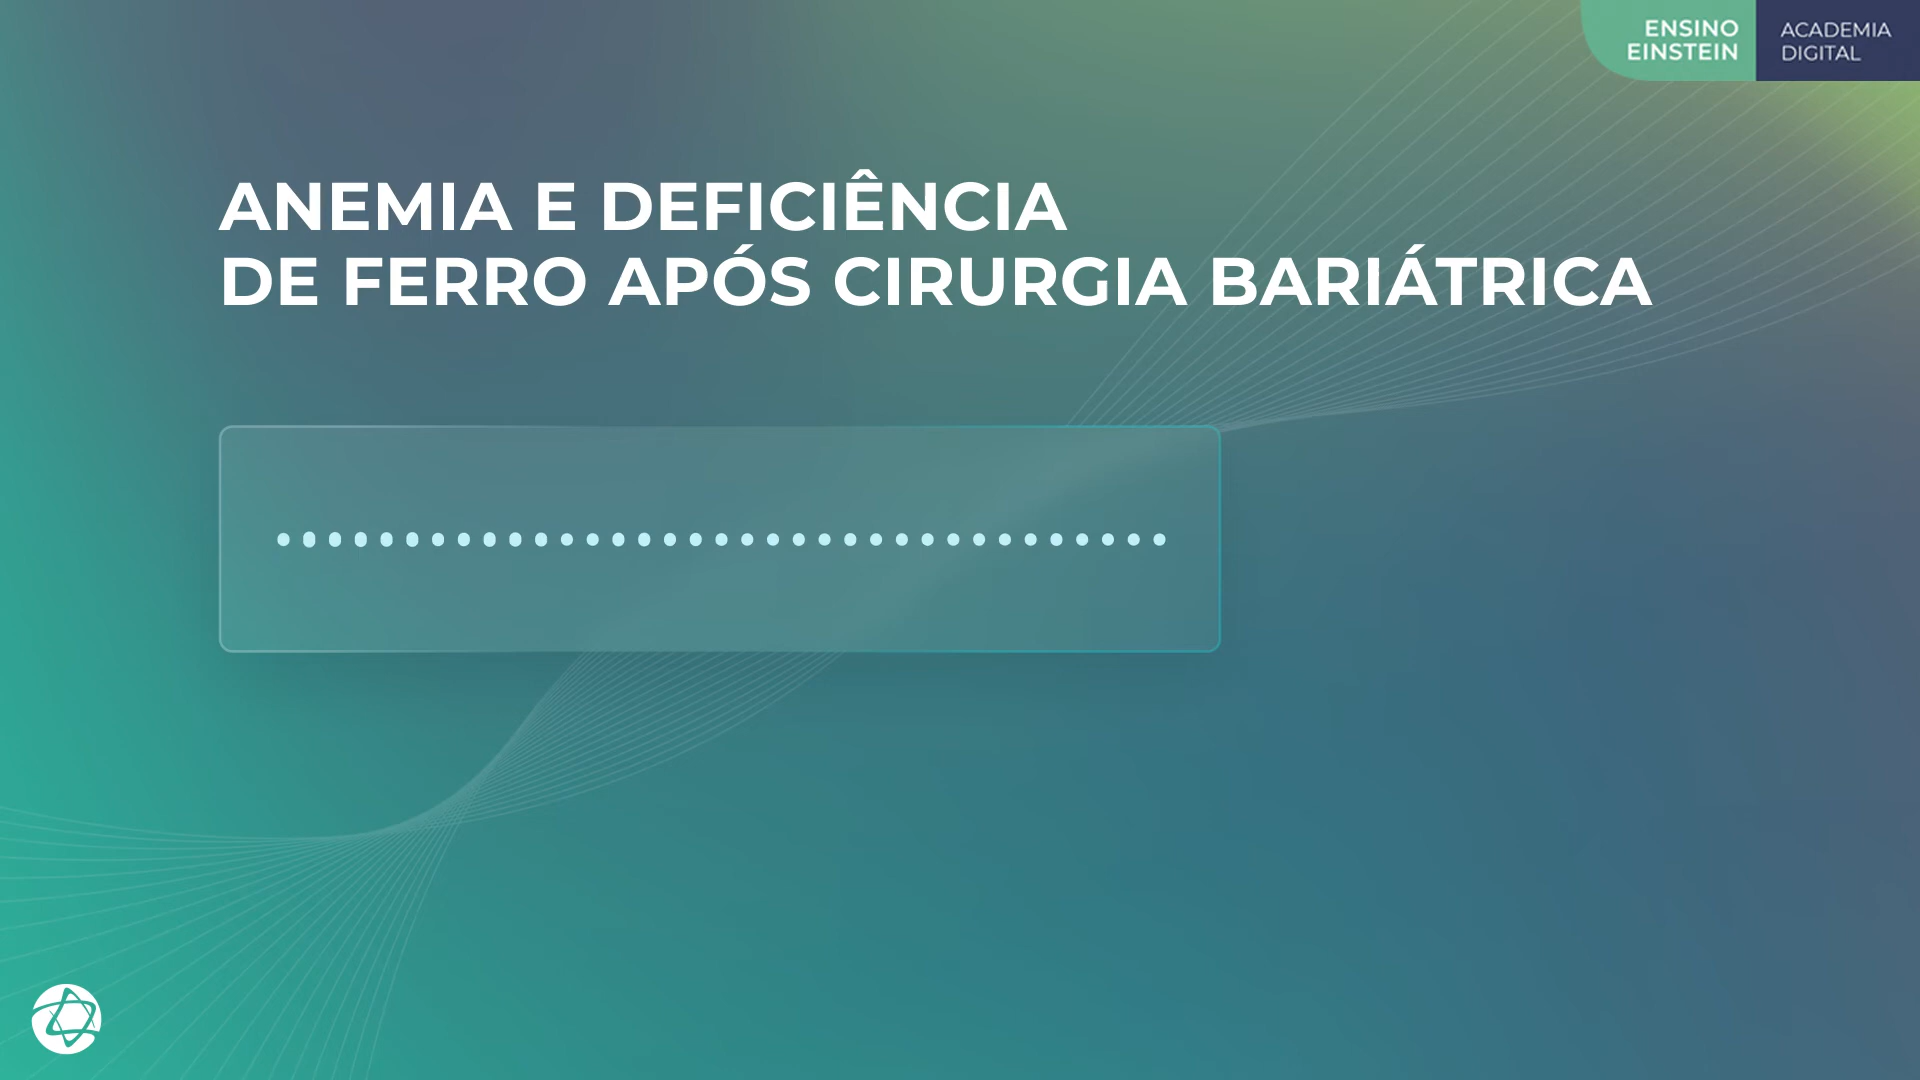 ENSINO
EINSTEIN
ACADEMIA
DIGITAL
ANEMIA E DEFICIÊNCIA
DE FERRO APÓS CIRURGIA BARIÁTRICA